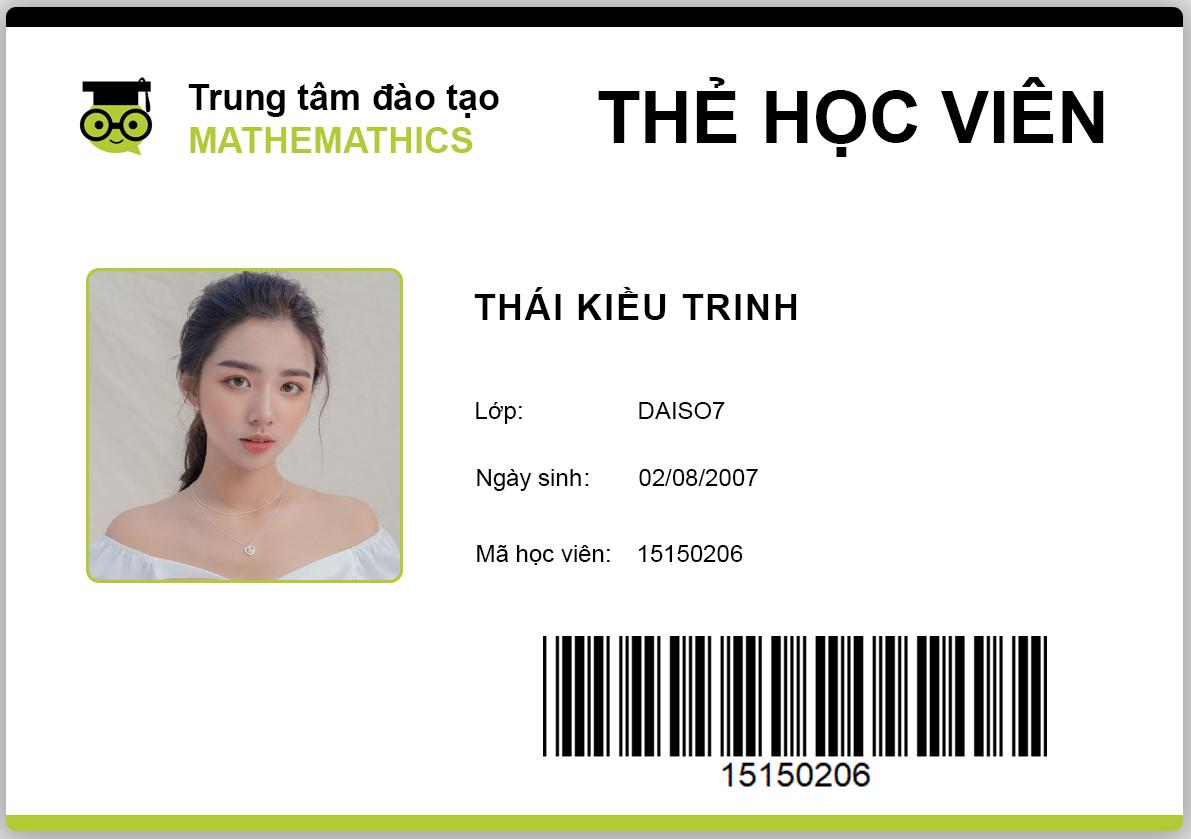 Trung tâm đào tạo
MATHEMATHICS
THẺ HỌC VIÊN
THÁI KIỀU TRINH
Lớp: DAISO7
Ngày sinh: 02/08/2007
Mã học viên: 15150206
15150206